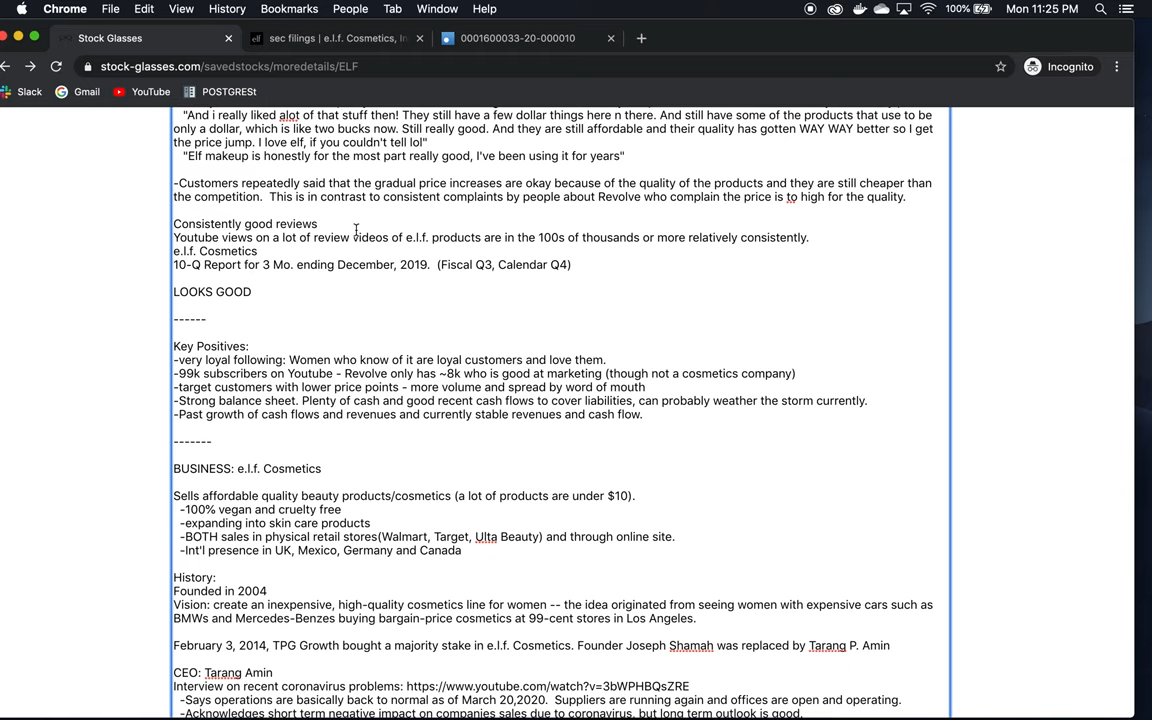 Chrome File Edit View History Bookmarks People Tab Window Help 100% Mon 11:25 PM
Stock Glasses sec filings | e.l.f. Cosmetics, In 0001600033-20-000010
stock-glasses.com/savedstocks/moredetails/ELF Incognito
Slack Gmail YouTube POSTGRESt
"And i really liked alot of that stuff then! They still have a few dollar things here n there. And still have some of the products that use to be
only a dollar, which is like two bucks now. Still really good. And they are still affordable and their quality has gotten WAY WAY better so I get
the price jump. I love elf, if you couldn't tell lol"
"Elf makeup is honestly for the most part really good, I've been using it for years"
-Customers repeatedly said that the gradual price increases are okay because of the quality of the products and they are still cheaper than
the competition. This is in contrast to consistent complaints by people about Revolve who complain the price is to high for the quality.
Consistently good reviews
Youtube views on a lot of review videos of e.l.f. products are in the 100s of thousands or more relatively consistently.
e.l.f. Cosmetics
10-Q Report for 3 Mo. ending December, 2019. (Fiscal Q3, Calendar Q4)
LOOKS GOOD
------
Key Positives:
-very loyal following: Women who know of it are loyal customers and love them.
-99k subscribers on Youtube - Revolve only has ~8k who is good at marketing (though not a cosmetics company)
-target customers with lower price points - more volume and spread by word of mouth
-Strong balance sheet. Plenty of cash and good recent cash flows to cover liabilities, can probably weather the storm currently.
-Past growth of cash flows and revenues and currently stable revenues and cash flow.
-------
BUSINESS: e.l.f. Cosmetics
Sells affordable quality beauty products/cosmetics (a lot of products are under $10).
-100% vegan and cruelty free
-expanding into skin care products
-BOTH sales in physical retail stores(Walmart, Target, Ulta Beauty) and through online site.
-Int'l presence in UK, Mexico, Germany and Canada
History:
Founded in 2004
Vision: create an inexpensive, high-quality cosmetics line for women -- the idea originated from seeing women with expensive cars such as
BMWs and Mercedes-Benzes buying bargain-price cosmetics at 99-cent stores in Los Angeles.
February 3, 2014, TPG Growth bought a majority stake in e.l.f. Cosmetics. Founder Joseph Shamah was replaced by Tarang P. Amin
CEO: Tarang Amin
Interview on recent coronavirus problems: https://www.youtube.com/watch?v=3bWPHBQsZRE
-Says operations are basically back to normal as of March 20,2020. Suppliers are running again and offices are open and operating.
-Acknowledges short term negative impact on companies sales due to coronavirus, but long term outlook is good.